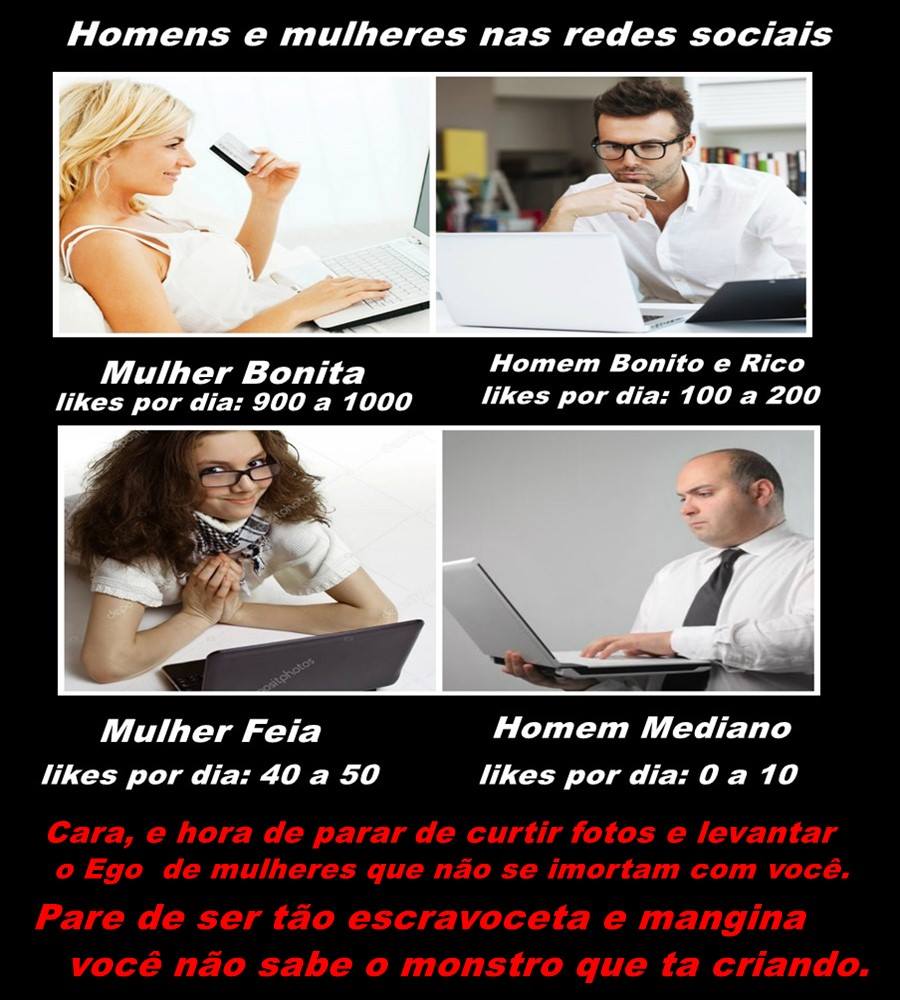 Homens e mulheres nas redes sociais
Mulher Bonita
likes por dia: 900 a 1000
Homem Bonito e Rico
likes por dia: 100 a 200
depositphotos
Mulher Feia
likes por dia: 40 a 50
Homem Mediano
likes por dia: 0 a 10
Cara, e hora de parar de curtir fotos e levantar
o Ego de mulheres que não se imortam com você.
Pare de ser tão escravoceta e mangina
você não sabe o monstro que ta criando.